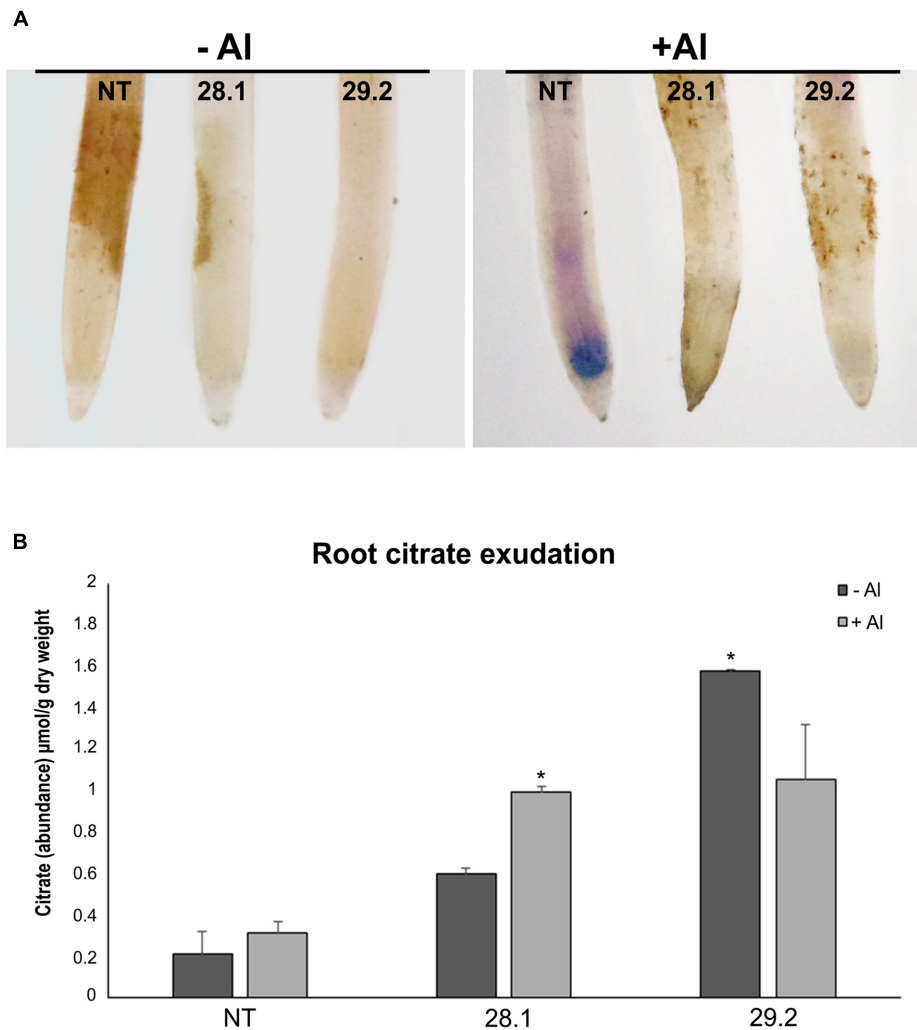 A
- Al
+Al
NT 28.1 29.2
NT 28.1 29.2
B
Root citrate exudation
Citrate (abundance) µmol/g dry weight
2
1.8
1.6
1.4
1.2
1
0.8
0.6
0.4
0.2
0
- Al
+ Al
*
*
NT 28.1 29.2